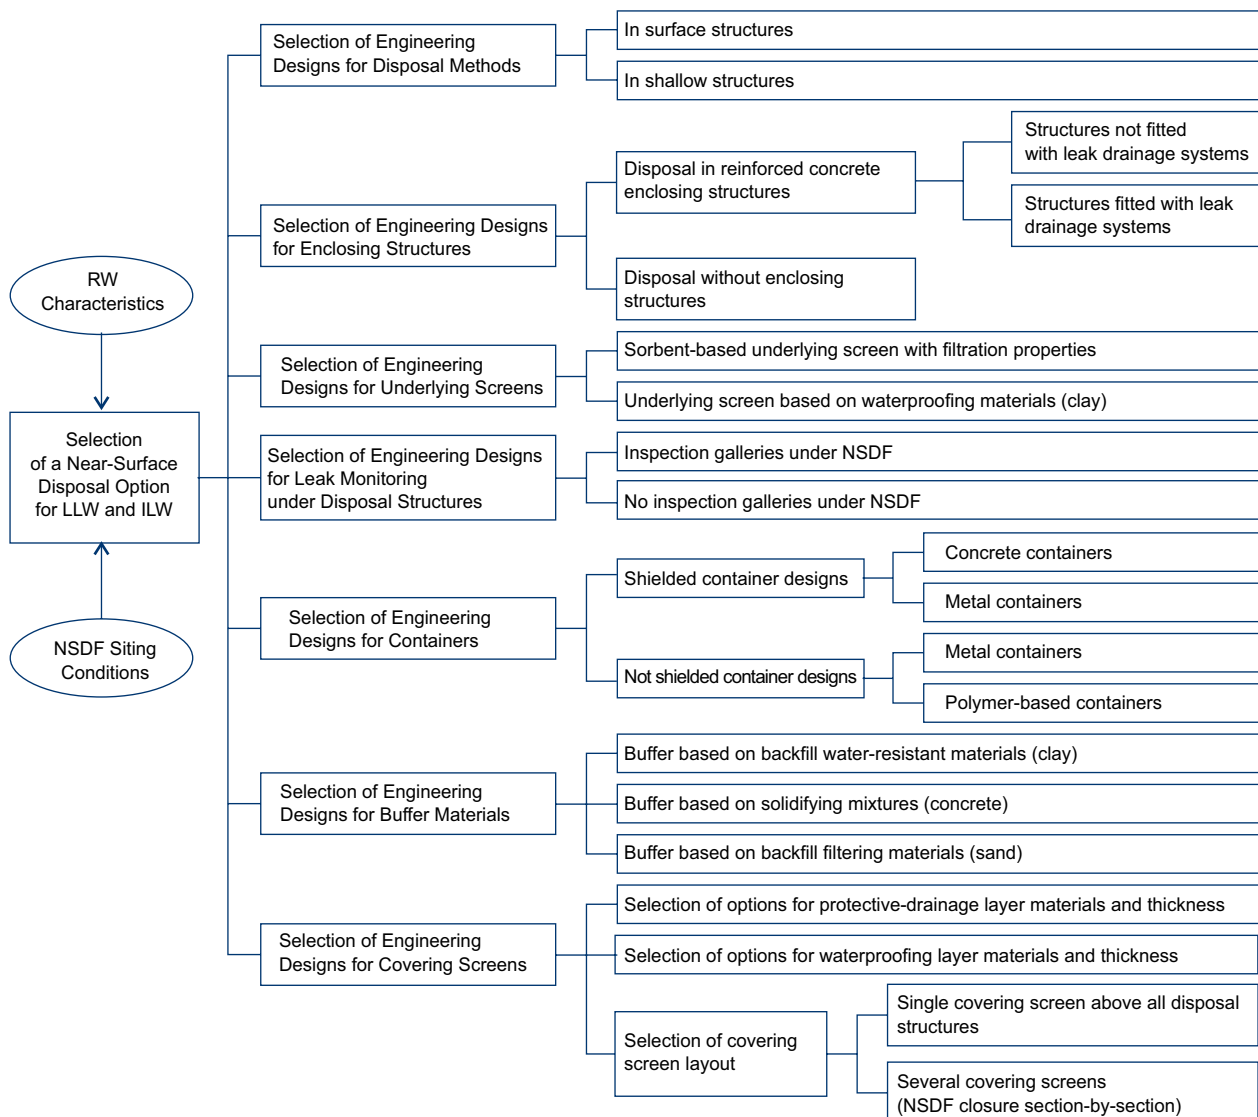 RW
Characteristics
Selection
of a Near-Surface
Disposal Option
for LLW and ILW
NSDF Siting
Conditions
Selection of Engineering
Designs for Disposal Methods
In surface structures
In shallow structures
Selection of Engineering Designs
for Enclosing Structures
Disposal in reinforced concrete
enclosing structures
Structures not fitted
with leak drainage systems
Structures fitted with leak
drainage systems
Disposal without enclosing
structures
Selection of Engineering
Designs for Underlying Screens
Sorbent-based underlying screen with filtration properties
Underlying screen based on waterproofing materials (clay)
Selection of Engineering Designs
for Leak Monitoring
under Disposal Structures
Inspection galleries under NSDF
No inspection galleries under NSDF
Selection of Engineering
Designs for Containers
Shielded container designs
Concrete containers
Metal containers
Not shielded container designs
Metal containers
Polymer-based containers
Selection of Engineering
Designs for Buffer Materials
Buffer based on backfill water-resistant materials (clay)
Buffer based on solidifying mixtures (concrete)
Buffer based on backfill filtering materials (sand)
Selection of Engineering
Designs for Covering Screens
Selection of options for protective-drainage layer materials and thickness
Selection of options for waterproofing layer materials and thickness
Selection of covering
screen layout
Single covering screen above all disposal
structures
Several covering screens
(NSDF closure section-by-section)